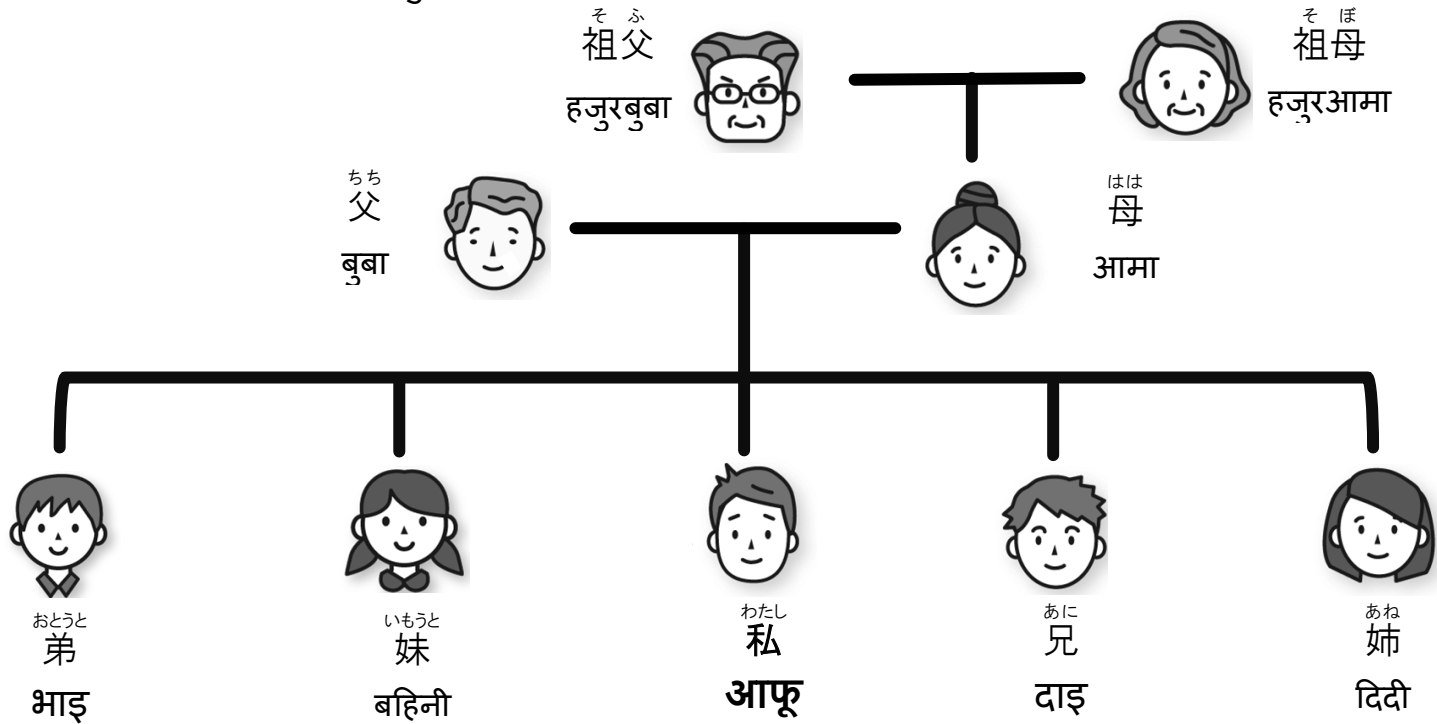 そ ふ
祖父
हजुरबुबा
そ ぼ
祖母
हजुरआमा
ちち
父
बुबा
はは
母
आमा
おとうと
弟
भाइ
いもうと
妹
बहिनी
わたし
私
आफू
あに
兄
दाइ
あね
姉
दिदी